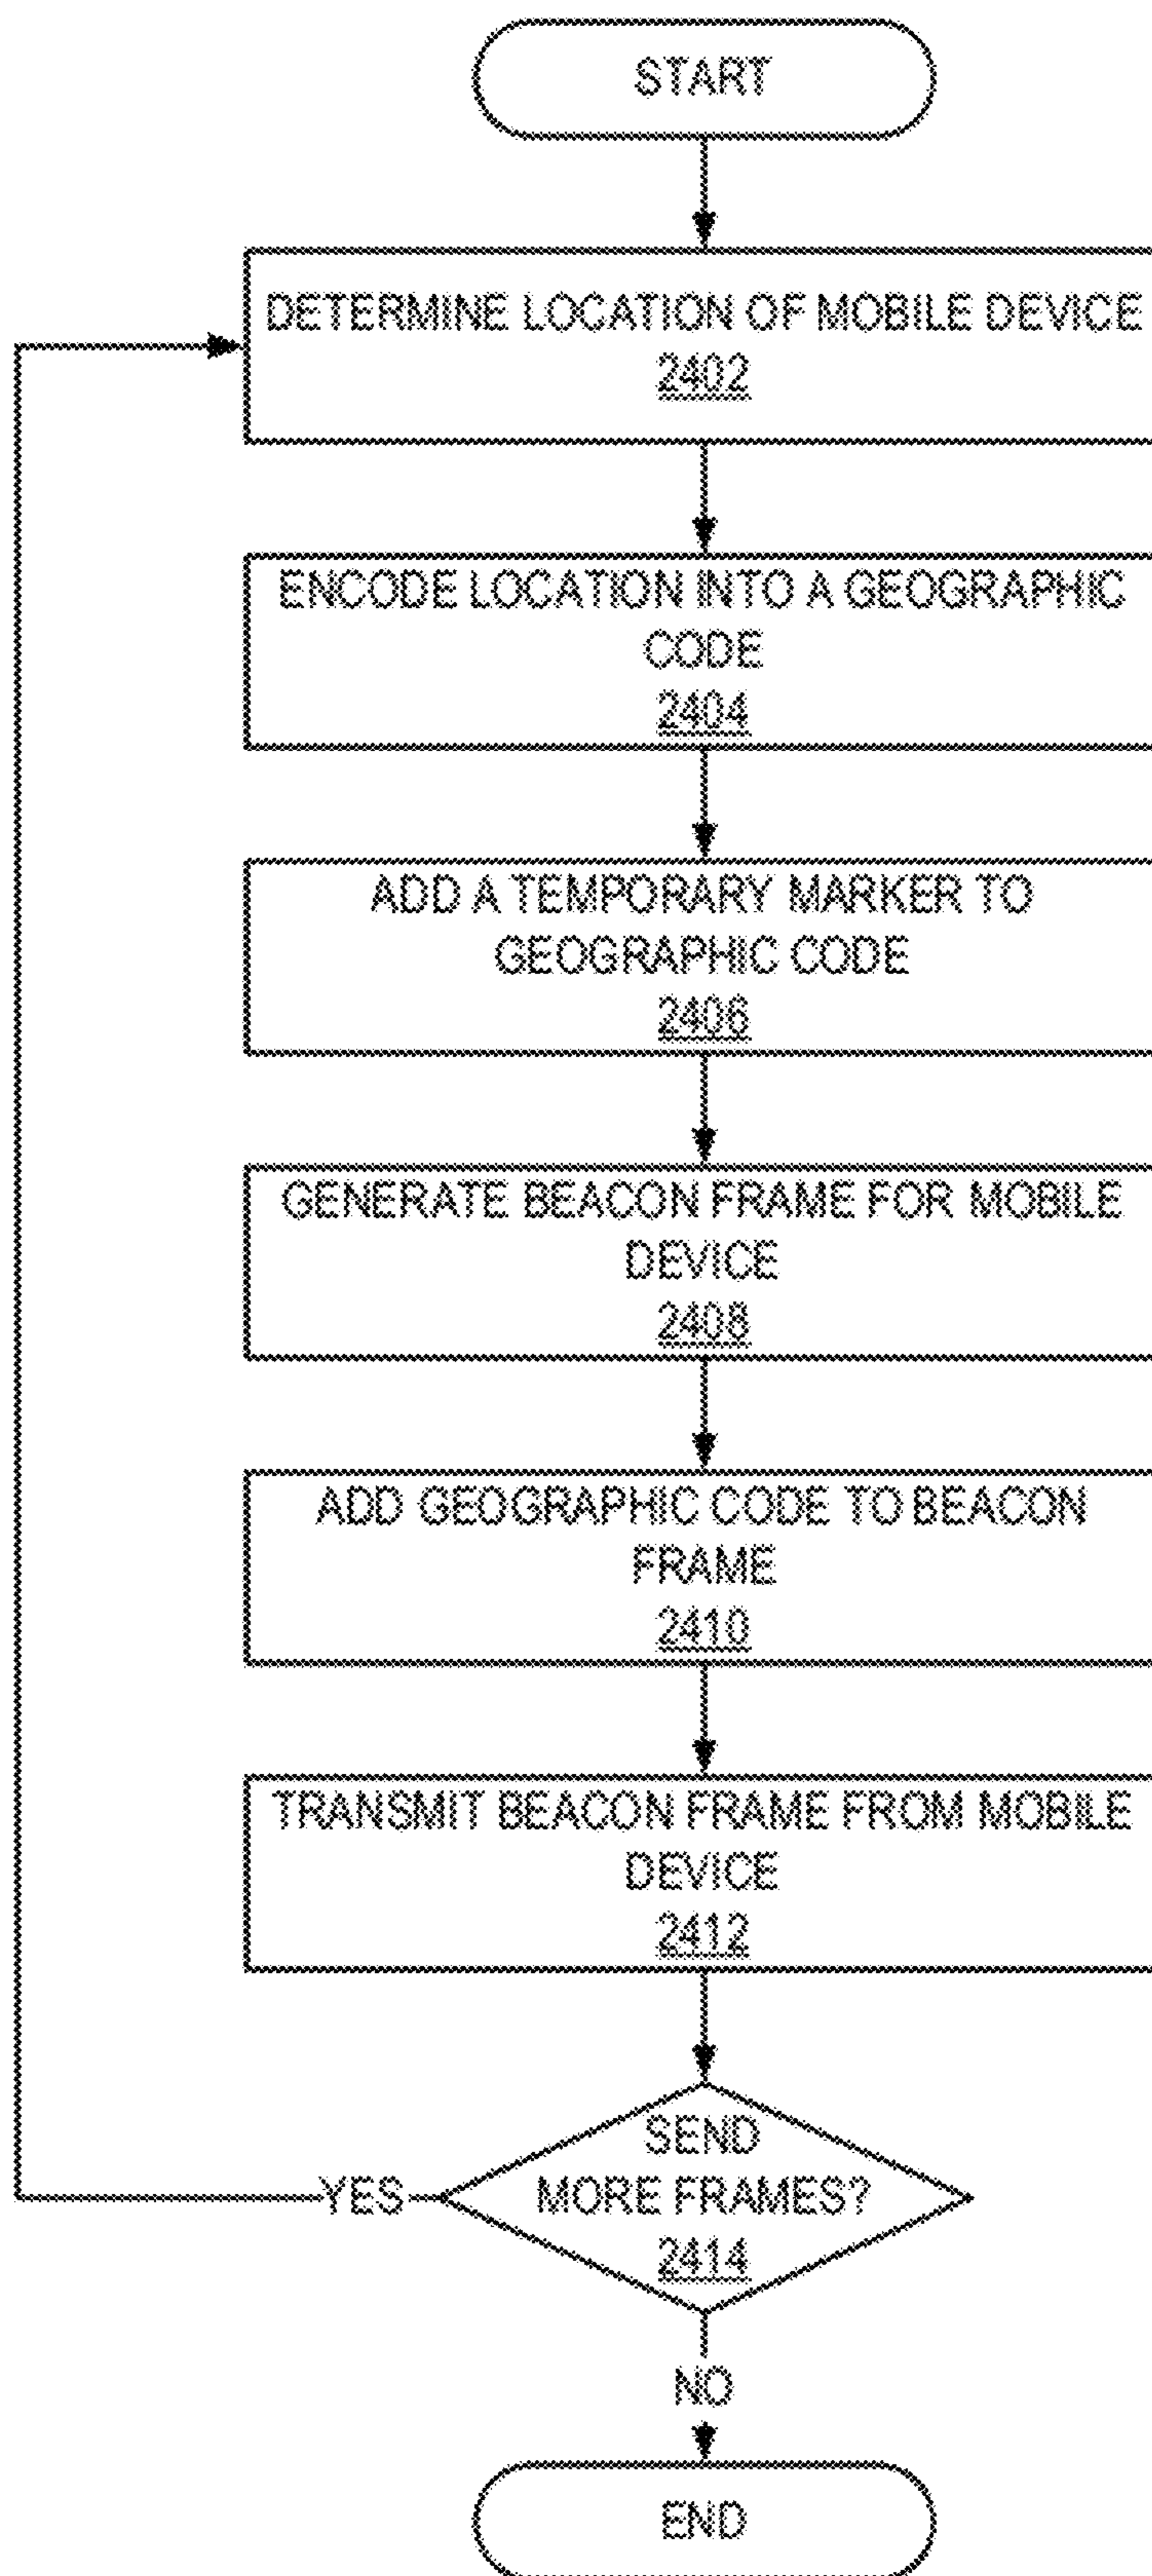 START
DETERMINE LOCATION OF MOBILE DEVICE
2402
ENCODE LOCATION INTO A GEOGRAPHIC
CODE
2404
ADD A TEMPORARY MARKER TO
GEOGRAPHIC CODE
2406
GENERATE BEACON FRAME FOR MOBILE
DEVICE
2408
ADD GEOGRAPHIC CODE TO BEACON
FRAME
2410
TRANSMIT BEACON FRAME FROM MOBILE
DEVICE
2412
SEND
MORE FRAMES?
2414
YES
NO
END